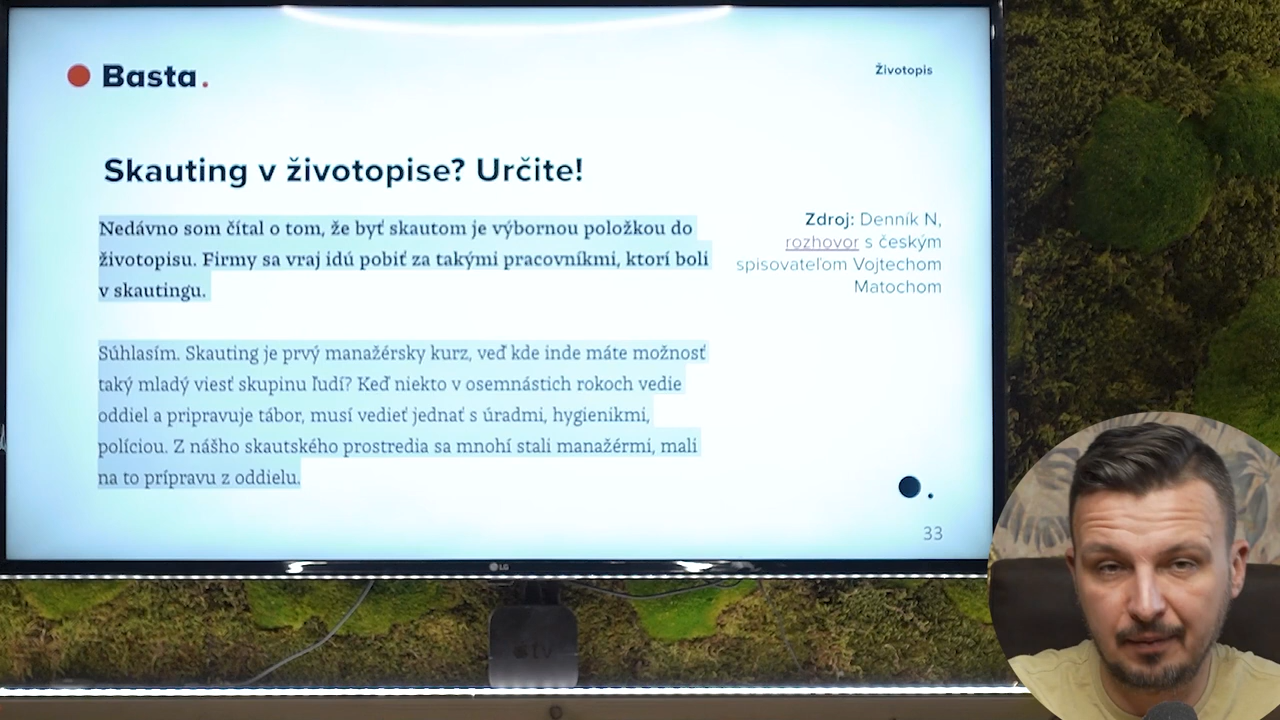 Basta.
Životopis
Skauting v životopise? Určite!
Nedávno som čítal o tom, že byť skautom je výbornou položkou do
životopisu. Firmy sa vraj idú pobiť za takými pracovníkmi, ktorí boli
v skautingu.
Súhlasím. Skauting je prvý manažérsky kurz, veď kde inde máte možnosť
taký mladý viesť skupinu ľudí? Keď niekto v osemnástich rokoch vedie
oddiel a pripravuje tábor, musí vedieť jednať s úradmi, hygienikmi,
políciou. Z nášho skautského prostredia sa mnohí stali manažérmi, mali
na to prípravu z oddielu.
Zdroj: Denník N,
rozhovor s českým
spisovateľom Vojtechom
Matochom
33
LG
tv